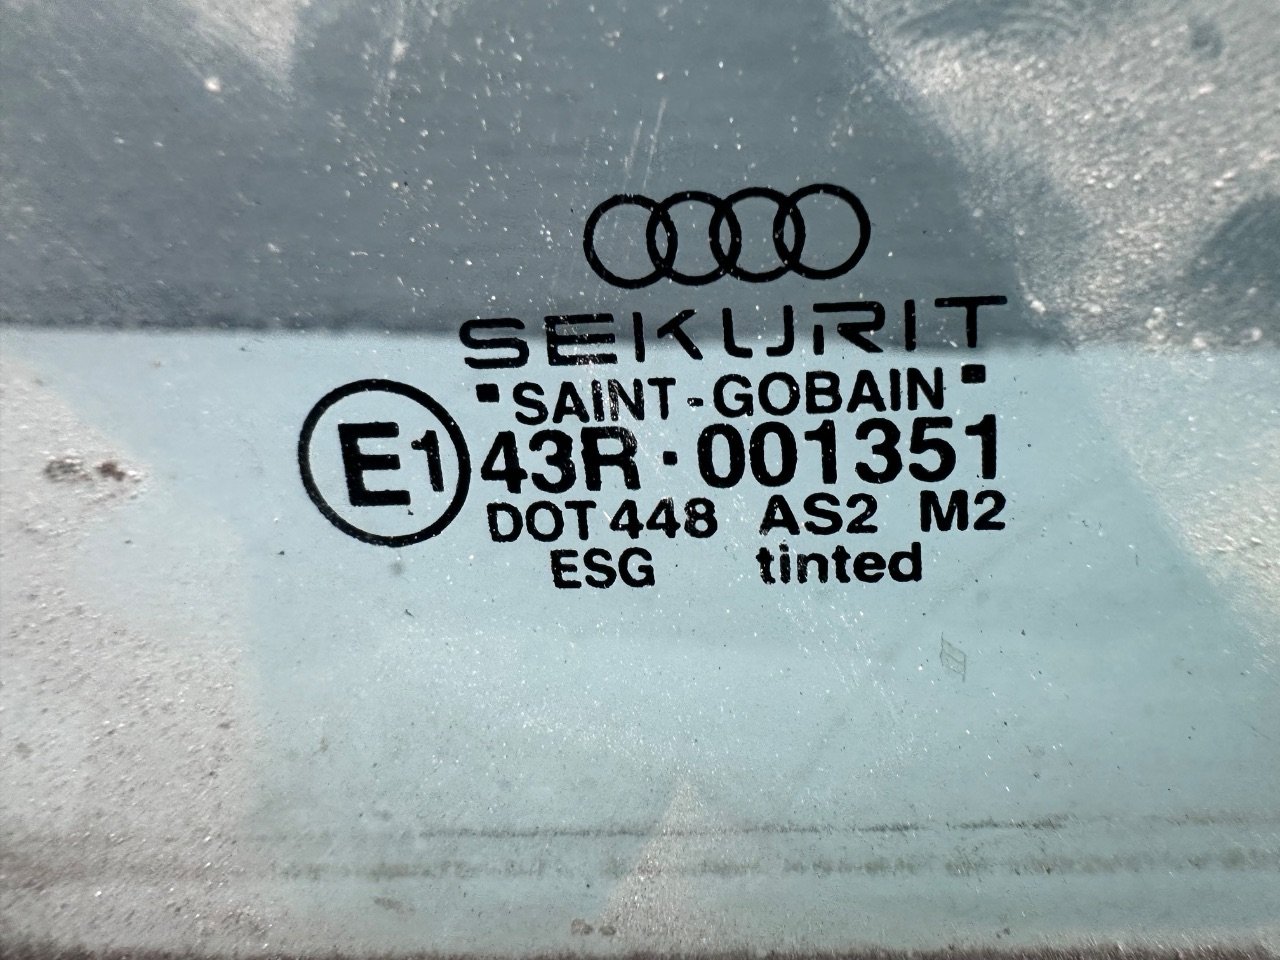 SEKURIT
"SAINT-GOBAIN"
E1 43R·001351
DOT 448 AS2 M2
ESG tinted